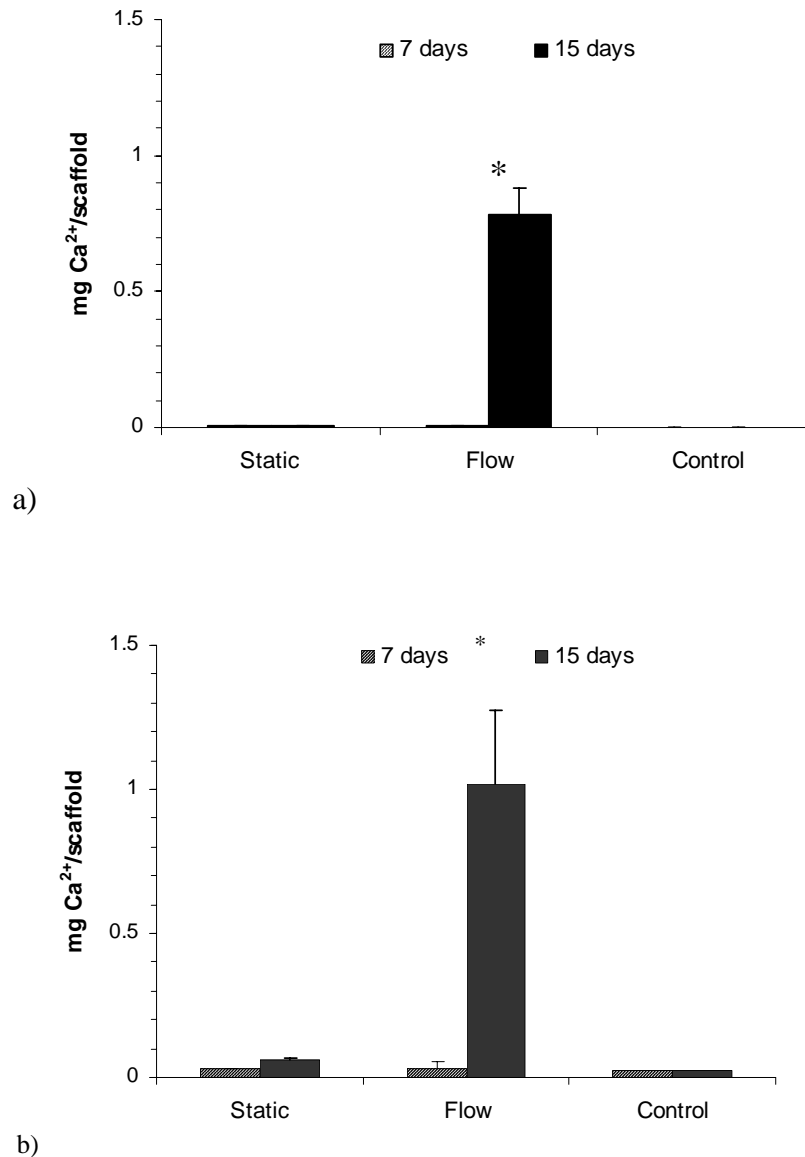 1.5
7 days 15 days
*
1
0.5
0
mg Ca²⁺/scaffold
Static Flow Control
a)
1.5
7 days * 15 days
1
0.5
0
mg Ca²⁺/scaffold
Static Flow Control
b)